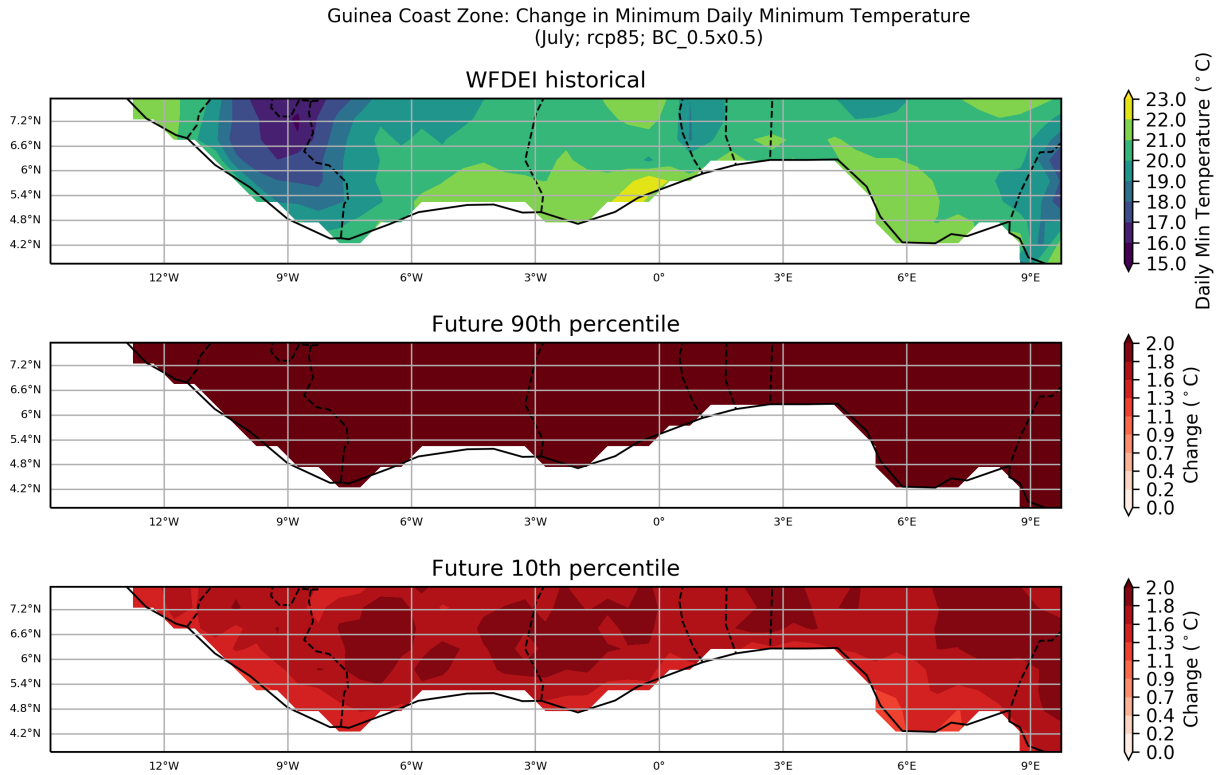 Guinea Coast Zone: Change in Minimum Daily Minimum Temperature
(July; rcp85; BC_0.5x0.5)
WFDEI historical
7.2°N
6.6°N
6°N
5.4°N
4.8°N
4.2°N
12°W 9°W 6°W 3°W 0° 3°E 6°E 9°E
23.0
22.0
21.0
20.0
19.0
18.0
17.0
16.0
15.0
Daily Min Temperature (°C)
Future 90th percentile
7.2°N
6.6°N
6°N
5.4°N
4.8°N
4.2°N
12°W 9°W 6°W 3°W 0° 3°E 6°E 9°E
2.0
1.8
1.6
1.3
1.1
0.9
0.7
0.4
0.2
0.0
Change (°C)
Future 10th percentile
7.2°N
6.6°N
6°N
5.4°N
4.8°N
4.2°N
12°W 9°W 6°W 3°W 0° 3°E 6°E 9°E
2.0
1.8
1.6
1.3
1.1
0.9
0.7
0.4
0.2
0.0
Change (°C)